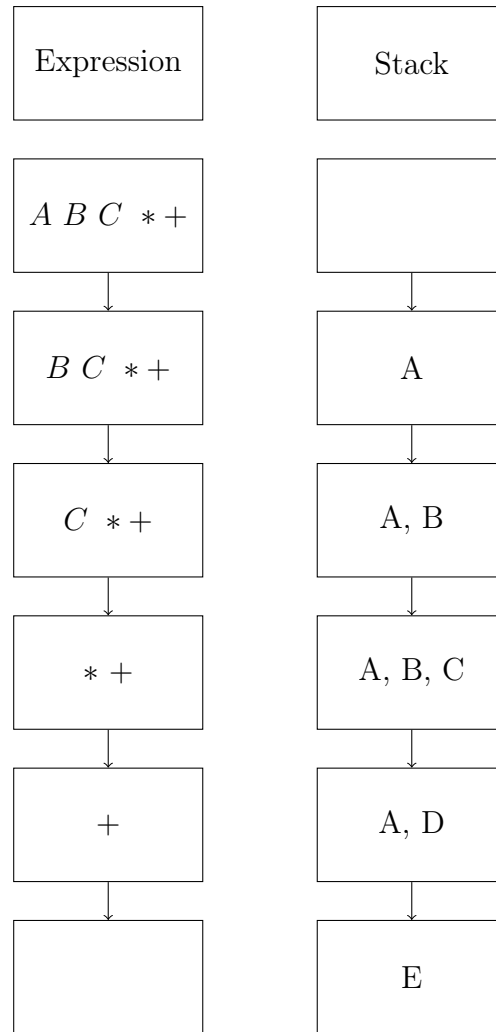 Expression Stack
A B C * +
B C * + A
C * + A, B
* + A, B, C
+ A, D
E